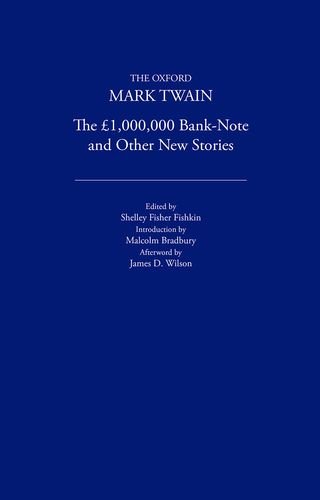 THE OXFORD
MARK TWAIN
The £1,000,000 Bank-Note
and Other New Stories
Edited by
Shelley Fisher Fishkin
Introduction by
Malcolm Bradbury
Afterword by
James D. Wilson